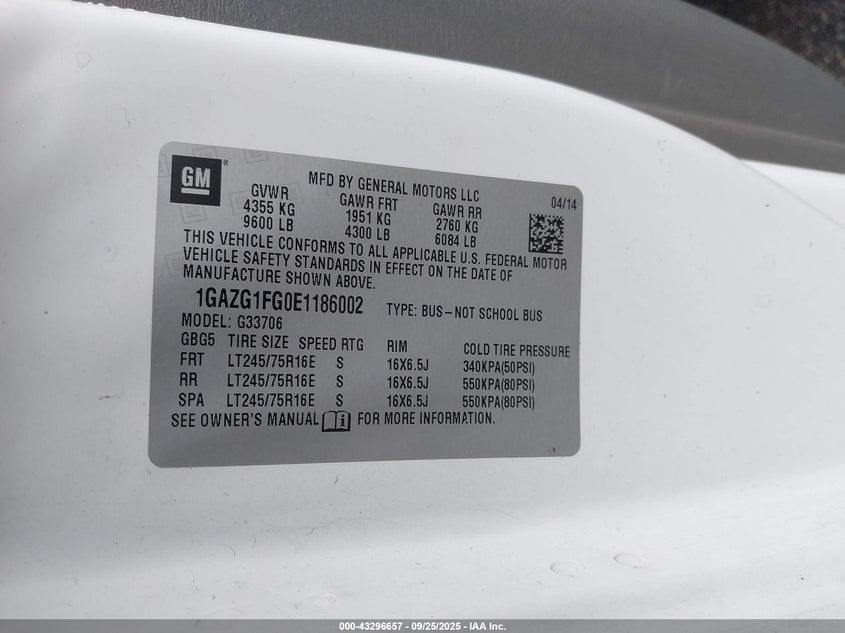 GM
MFD BY GENERAL MOTORS LLC
04/14
GVWR GAWR FRT GAWR RR
4355 KG 1951 KG 2760 KG
9600 LB 4300 LB 6084 LB
THIS VEHICLE CONFORMS TO ALL APPLICABLE U.S. FEDERAL MOTOR
VEHICLE SAFETY STANDARDS IN EFFECT ON THE DATE OF
MANUFACTURE SHOWN ABOVE.
1GAZG1FG0E1186002 TYPE: BUS–NOT SCHOOL BUS
MODEL: G33706
GBG5 TIRE SIZE SPEED RTG RIM COLD TIRE PRESSURE
FRT LT245/75R16E S 16X6.5J 340KPA(50PSI)
RR LT245/75R16E S 16X6.5J 550KPA(80PSI)
SPA LT245/75R16E S 16X6.5J 550KPA(80PSI)
SEE OWNER'S MANUAL i FOR MORE INFORMATION.
000-43296657 - 09/25/2025 - IAA Inc.